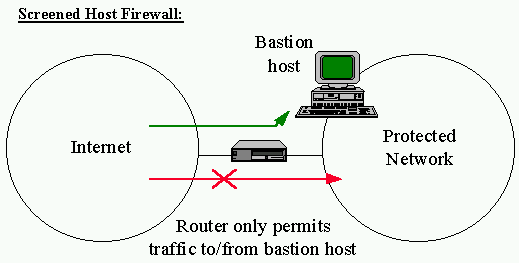 Screened Host Firewall:
Bastion
host
Internet
Protected
Network
Router only permits
traffic to/from bastion host